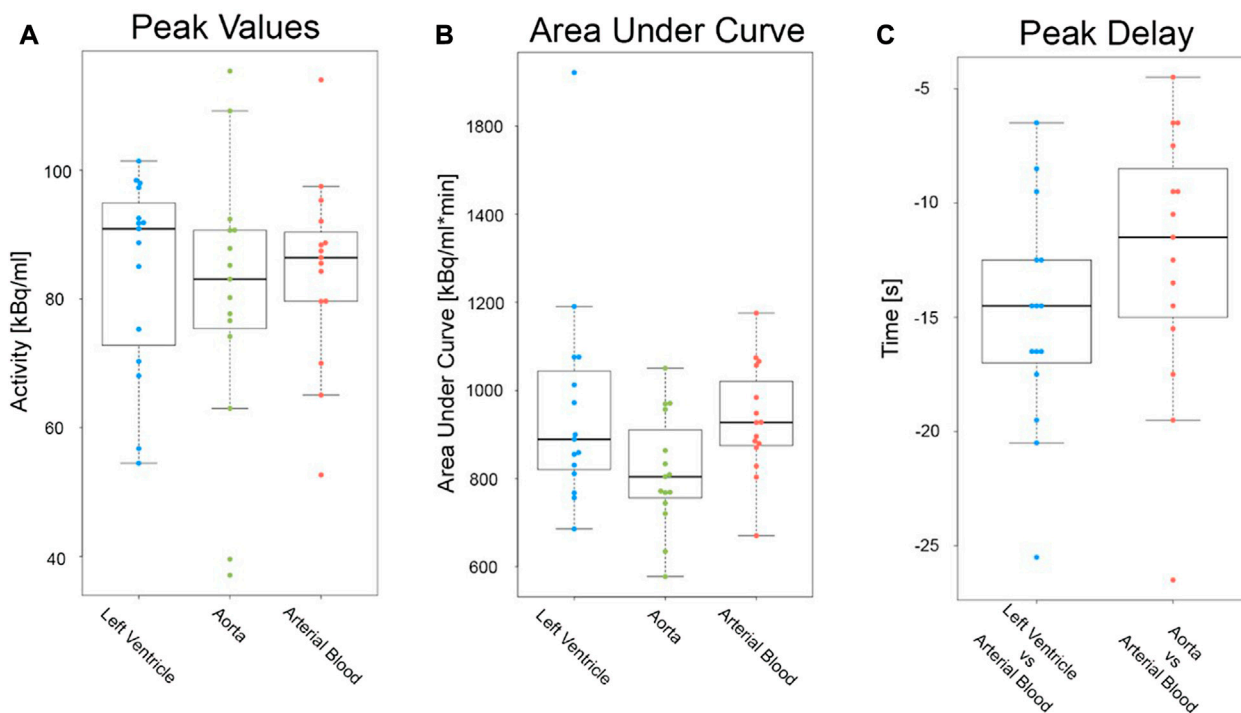 A
Peak Values
Activity [kBq/ml]
100
80
60
40
Left Ventricle
Aorta
Arterial Blood
B
Area Under Curve
Area Under Curve [kBq/ml*min]
1800
1400
1200
1000
800
600
Left Ventricle
Aorta
Arterial Blood
C
Peak Delay
Time [s]
-5
-10
-15
-20
-25
Left Ventricle
vs
Arterial Blood
Aorta
vs
Arterial Blood